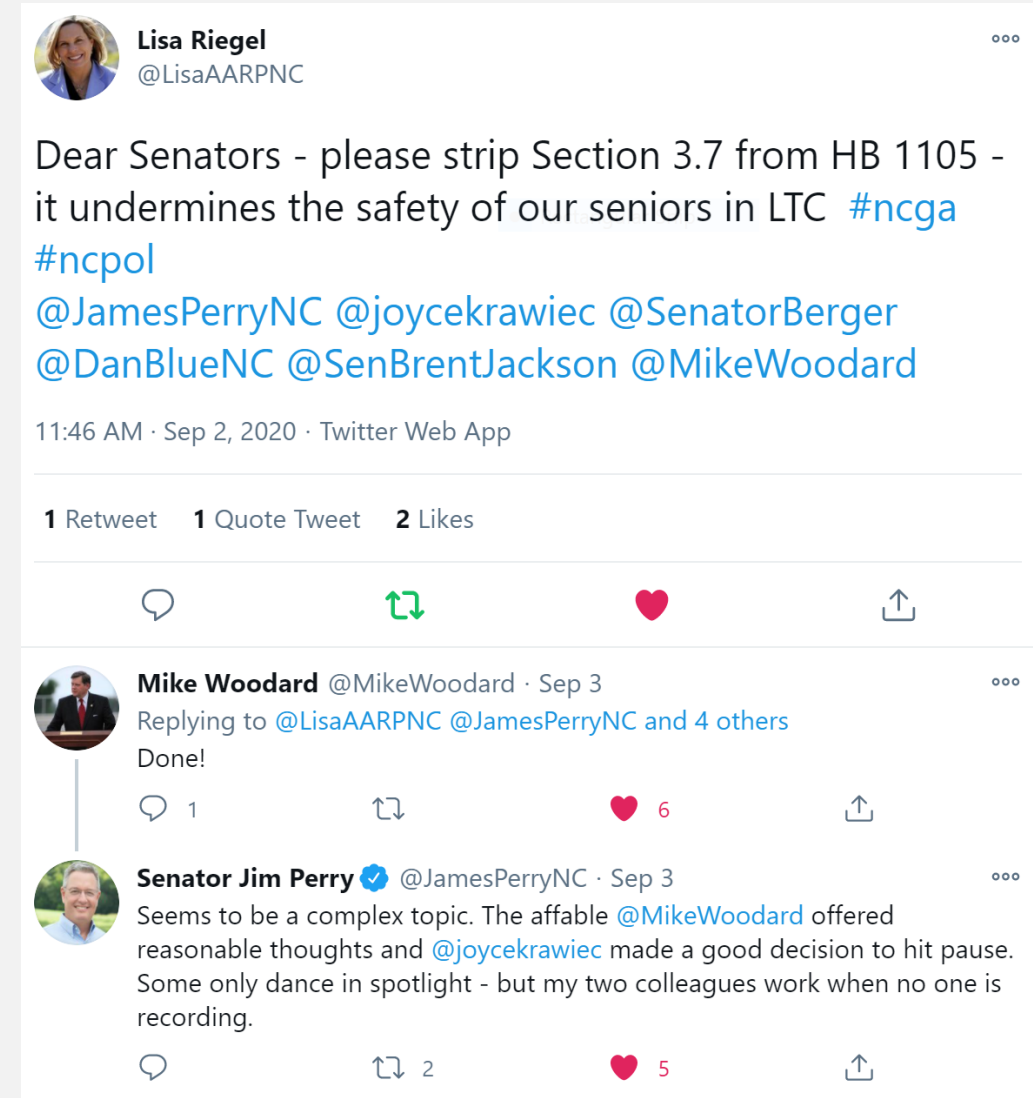 Lisa Riegel
@LisaAARPNC
Dear Senators - please strip Section 3.7 from HB 1105 -
it undermines the safety of our seniors in LTC #ncga
#ncpol
@JamesPerryNC @joycekrawiec @SenatorBerger
@DanBlueNC @SenBrentJackson @MikeWoodard
11:46 AM · Sep 2, 2020 · Twitter Web App
1 Retweet 1 Quote Tweet 2 Likes
Mike Woodard @MikeWoodard · Sep 3
Replying to @LisaAARPNC @JamesPerryNC and 4 others
Done!
1 6
Senator Jim Perry @JamesPerryNC · Sep 3
Seems to be a complex topic. The affable @MikeWoodard offered
reasonable thoughts and @joycekrawiec made a good decision to hit pause.
Some only dance in spotlight - but my two colleagues work when no one is
recording.
2 5